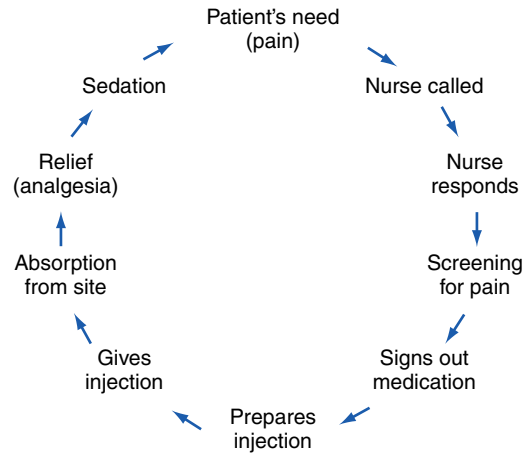 Patient's need
(pain)
Nurse called
Nurse
responds
Screening
for pain
Signs out
medication
Prepares
injection
Gives
injection
Absorption
from site
Relief
(analgesia)
Sedation